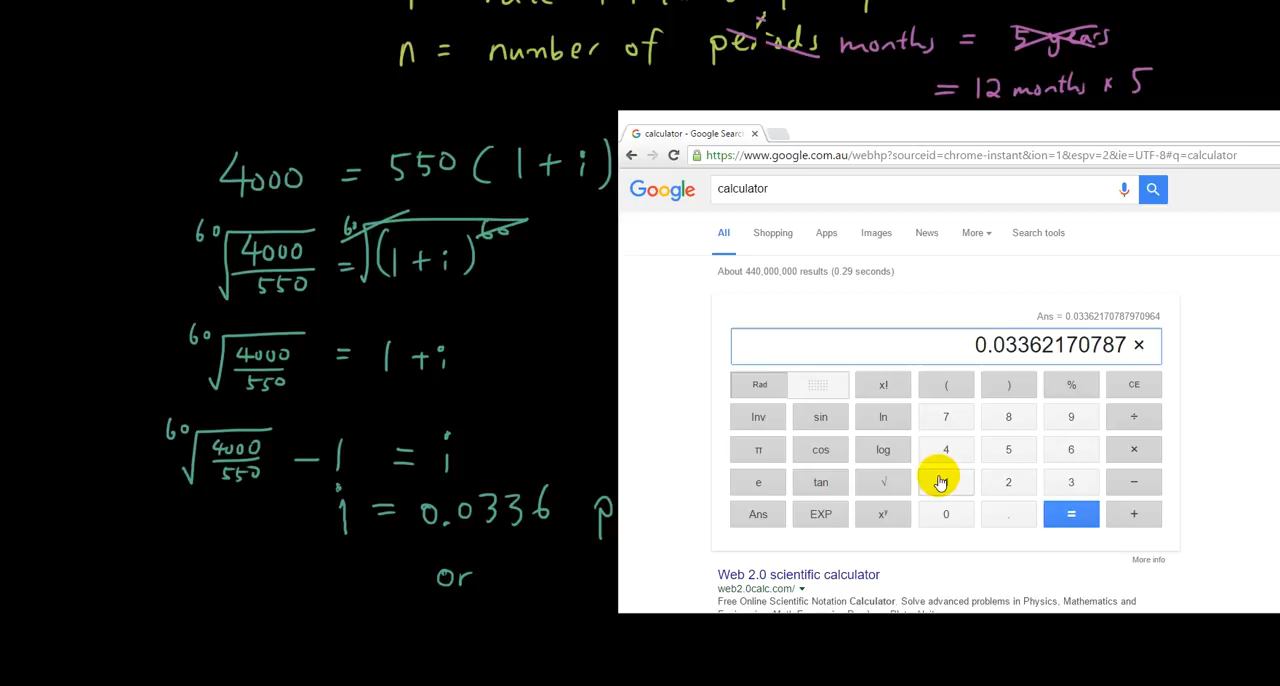 n = number of periods months = 5 years
= 12 months × 5
4000 = 550 ( 1 + i )
60√(4000/550) = 60√(1 + i)^60
60√(4000/550) = 1 + i
60√(4000/550) - 1 = i
i = 0.0336 p
or
calculator - Google Search
https://www.google.com.au/webhp?sourceid=chrome-instant&ion=1&espv=2&ie=UTF-8#q=calculator
Google calculator
All Shopping Apps Images News More Search tools
About 440,000,000 results (0.29 seconds)
Ans = 0.03362170787970964
0.03362170787 ×
Rad x! ( ) % CE
Inv sin ln 7 8 9 ÷
π cos log 4 5 6 ×
e tan √ 2 3 −
Ans EXP xʸ 0 . = +
More info
Web 2.0 scientific calculator
web2.0calc.com/
Free Online Scientific Notation Calculator. Solve advanced problems in Physics, Mathematics and